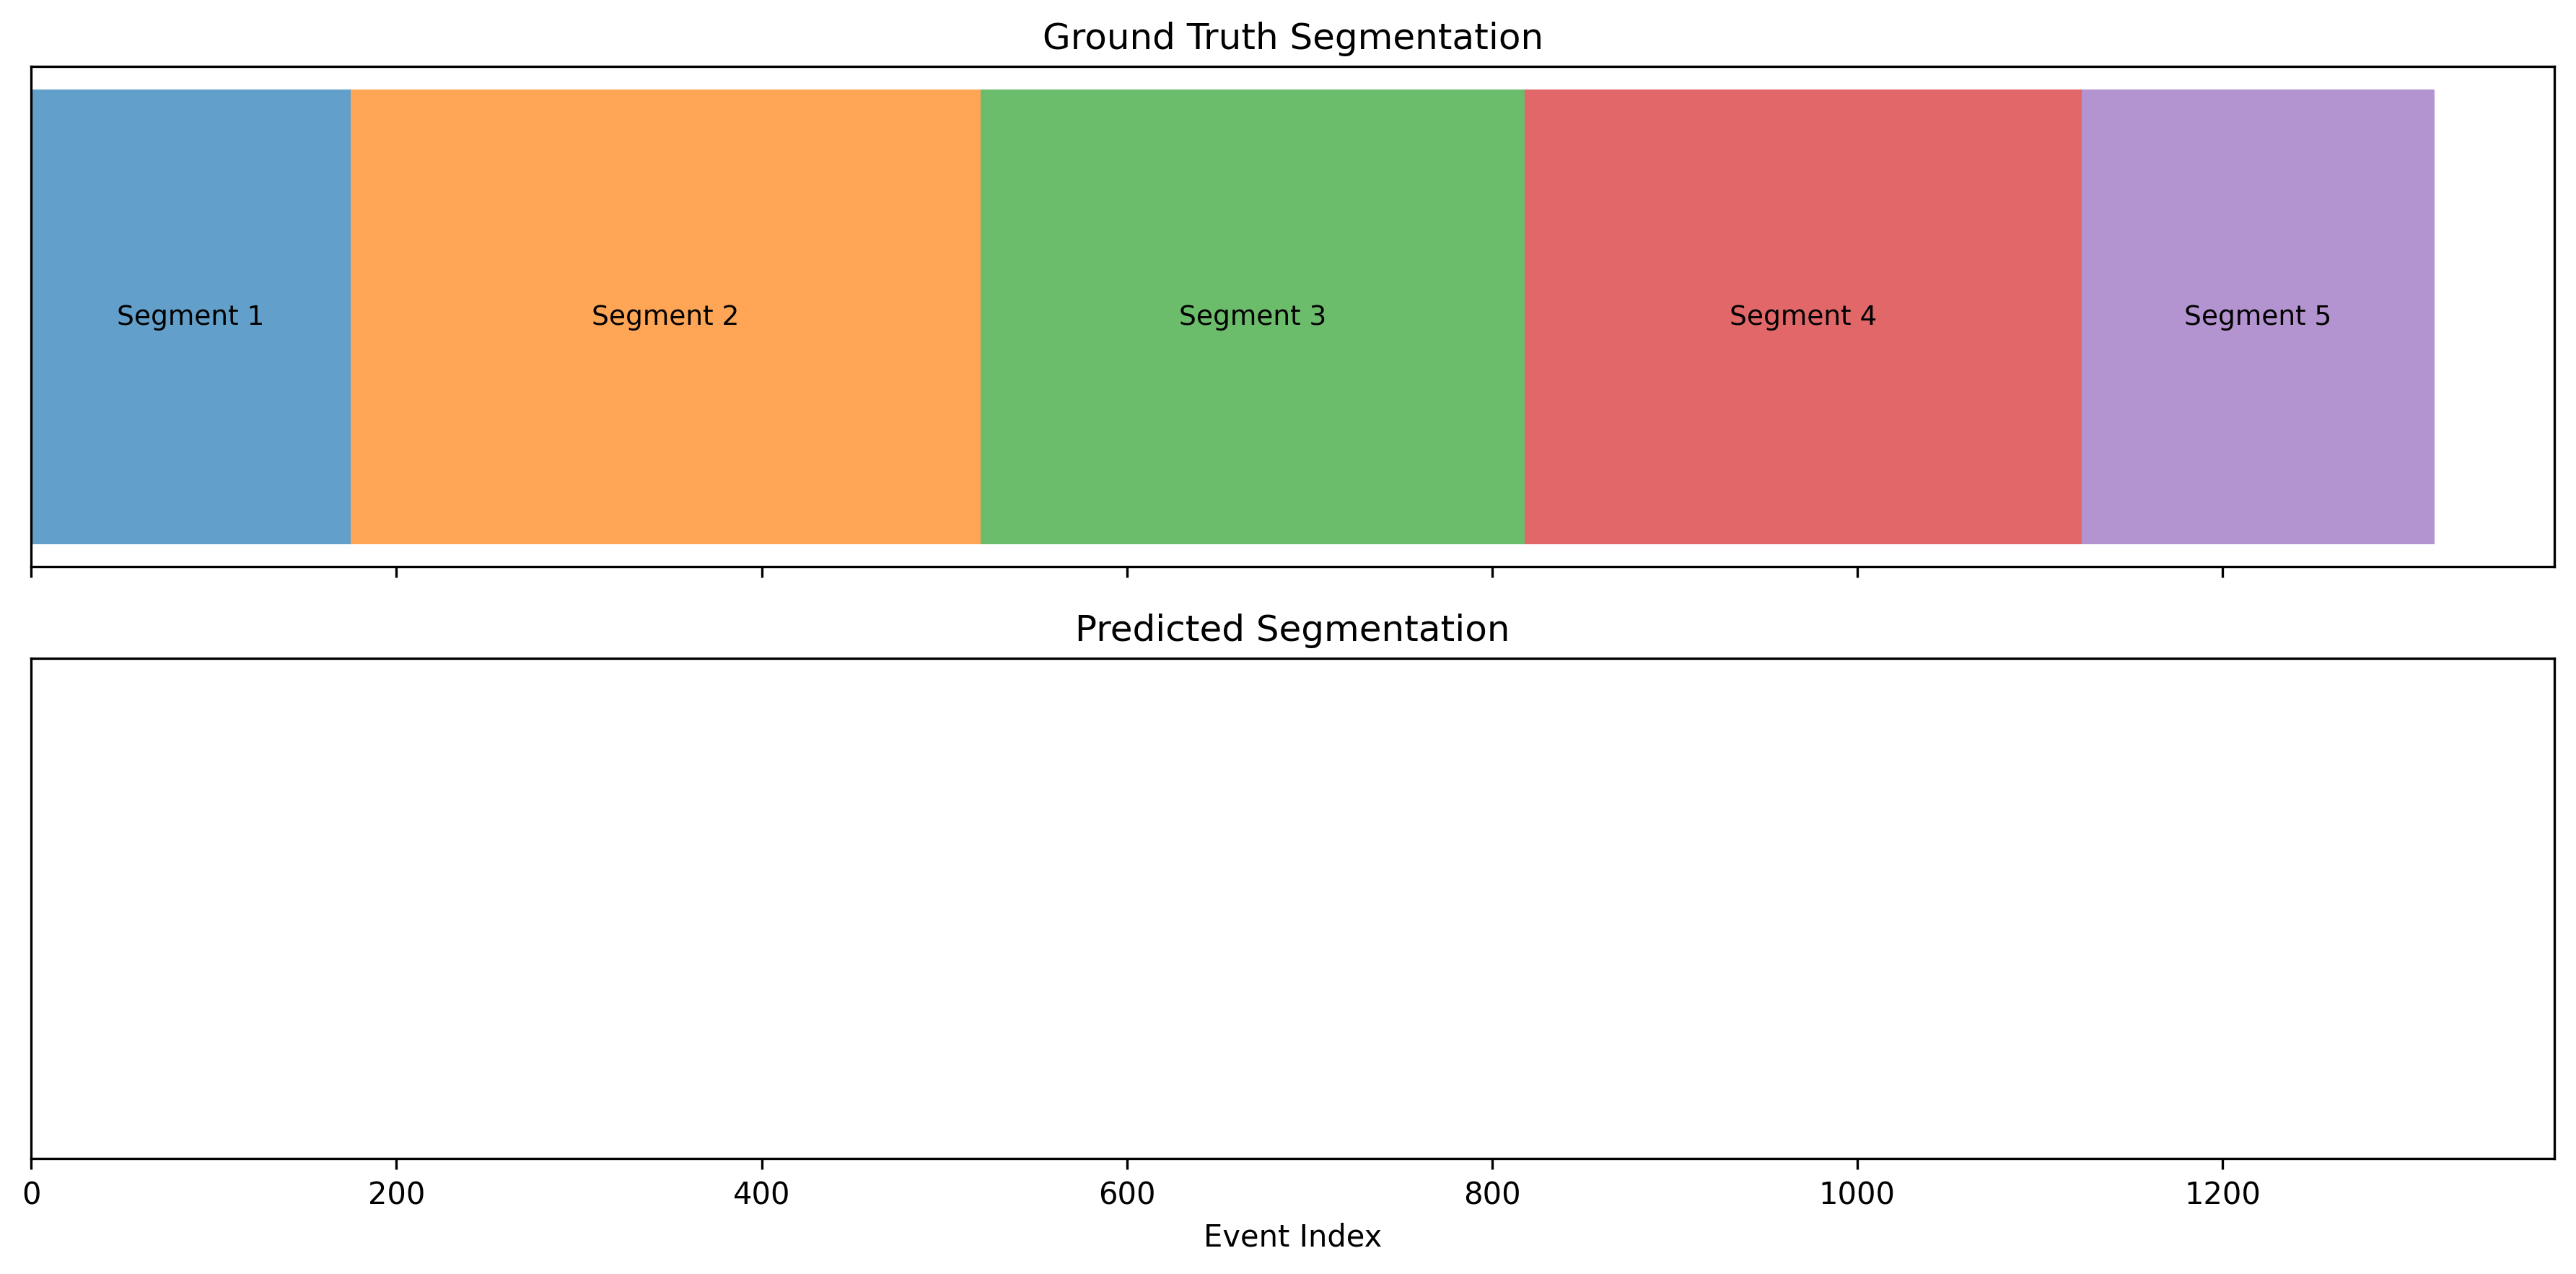 Ground Truth Segmentation
Segment 1 Segment 2 Segment 3 Segment 4 Segment 5
Predicted Segmentation
0 200 400 600 800 1000 1200
Event Index